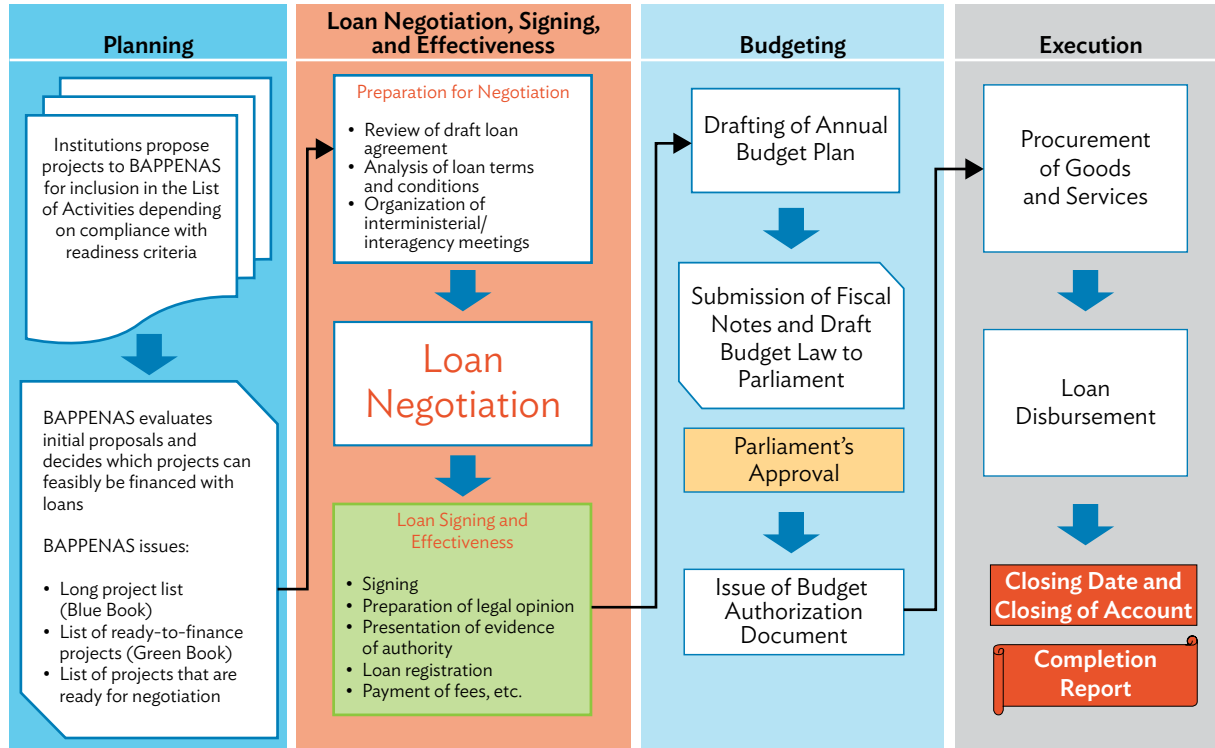 Planning
Institutions propose
projects to BAPPENAS
for inclusion in the List
of Activities depending
on compliance with
readiness criteria
BAPPENAS evaluates
initial proposals and
decides which projects can
feasibly be financed with
loans
BAPPENAS issues:
• Long project list
(Blue Book)
• List of ready-to-finance
projects (Green Book)
• List of projects that are
ready for negotiation
Loan Negotiation, Signing,
and Effectiveness
Preparation for Negotiation
• Review of draft loan
agreement
• Analysis of loan terms
and conditions
• Organization of
interministerial/
interagency meetings
Loan
Negotiation
Loan Signing and
Effectiveness
• Signing
• Preparation of legal opinion
• Presentation of evidence
of authority
• Loan registration
• Payment of fees, etc.
Budgeting
Drafting of Annual
Budget Plan
Submission of Fiscal
Notes and Draft
Budget Law to
Parliament
Parliament's
Approval
Issue of Budget
Authorization
Document
Execution
Procurement
of Goods
and Services
Loan
Disbursement
Closing Date and
Closing of Account
Completion
Report